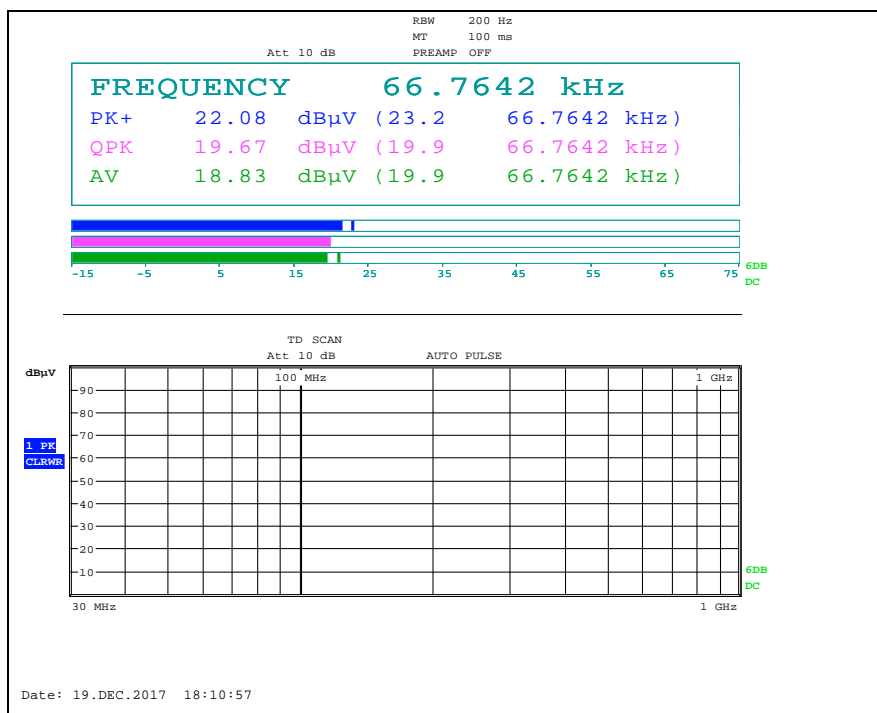 RBW 200 Hz
MT 100 ms
Att 10 dB PREAMP OFF
FREQUENCY 66.7642 kHz
PK+ 22.08 dBµV (23.2 66.7642 kHz)
QPK 19.67 dBµV (19.9 66.7642 kHz)
AV 18.83 dBµV (19.9 66.7642 kHz)
-15 -5 5 15 25 35 45 55 65 75
6DB
DC
TD SCAN
Att 10 dB AUTO PULSE
dBµV
100 MHz 1 GHz
90
80
70
1 PK
60
CLRWR
50
40
30
20
10
6DB
DC
30 MHz 1 GHz
Date: 19.DEC.2017 18:10:57